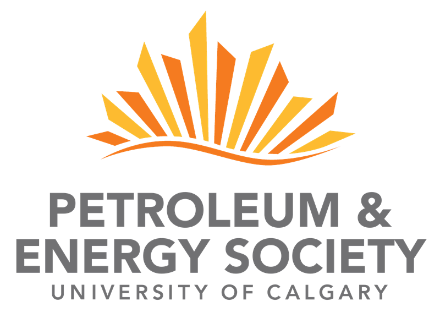 PETROLEUM &
ENERGY SOCIETY
UNIVERSITY OF CALGARY